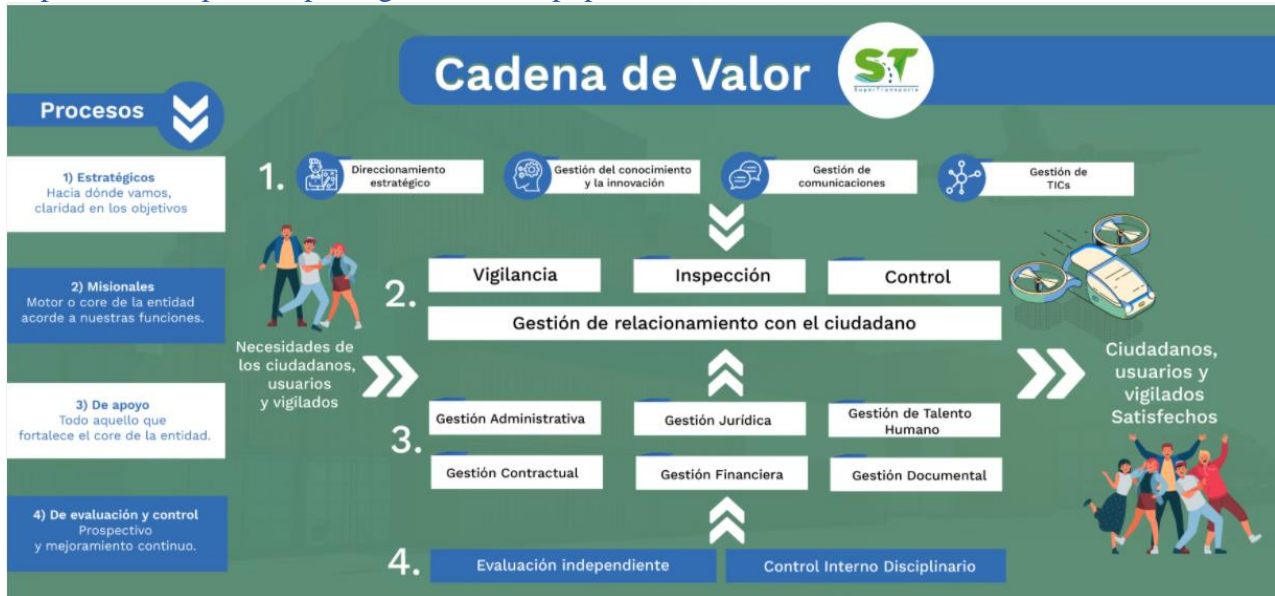 Cadena de Valor
ST
SuperTransporte
Procesos
1) Estratégicos
Hacia dónde vamos,
claridad en los objetivos
2) Misionales
Motor o core de la entidad
acorde a nuestras funciones.
3) De apoyo
Todo aquello que
fortalece el core de la entidad.
4) De evaluación y control
Prospectivo
y mejoramiento continuo.
1.
Direccionamiento
estratégico
Gestión del conocimiento
y la innovación
Gestión de
comunicaciones
Gestión de
TICs
Necesidades de
los ciudadanos,
usuarios
y vigilados
2.
Vigilancia
Inspección
Control
Gestión de relacionamiento con el ciudadano
3.
Gestión Administrativa
Gestión Jurídica
Gestión de Talento
Humano
Gestión Contractual
Gestión Financiera
Gestión Documental
4.
Evaluación independiente
Control Interno Disciplinario
Ciudadanos,
usuarios y
vigilados
Satisfechos